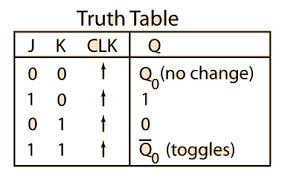 Truth Table
J K CLK Q
0 0 ↑ Q₀ (no change)
1 0 ↑ 1
0 1 ↑ 0
1 1 ↑ Q̅₀ (toggles)